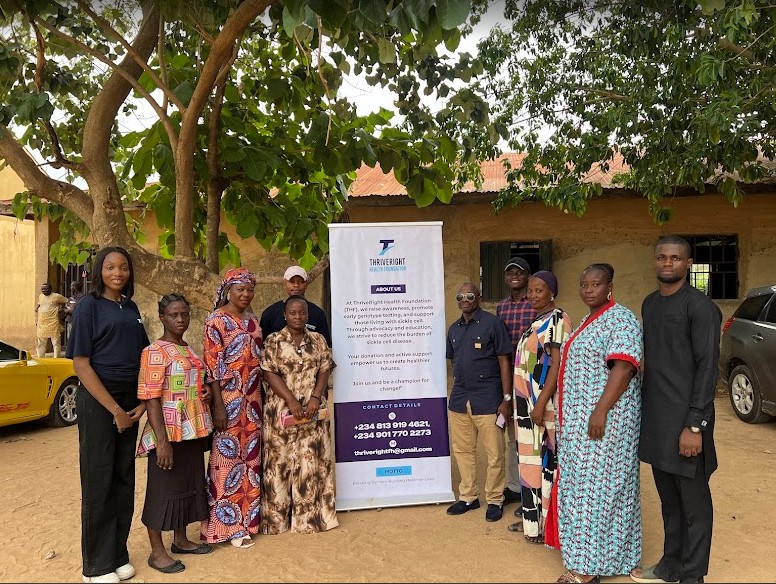 THRIVERIGHT
HEALTH FOUNDATION
ABOUT US
At ThriveRight Health Foundation
(THF), we raise awareness, promote
early genotype testing, and support
those living with sickle cell.
Through advocacy and education,
we strive to reduce the burden of
sickle cell disease.
Your donation and active support
empower us to create healthier
futures.
Join us and be a champion for
change!"
CONTACT DETAILS
+234 813 919 4621,
+234 901 770 2273
thriverightfh@gmail.com
MOTTO